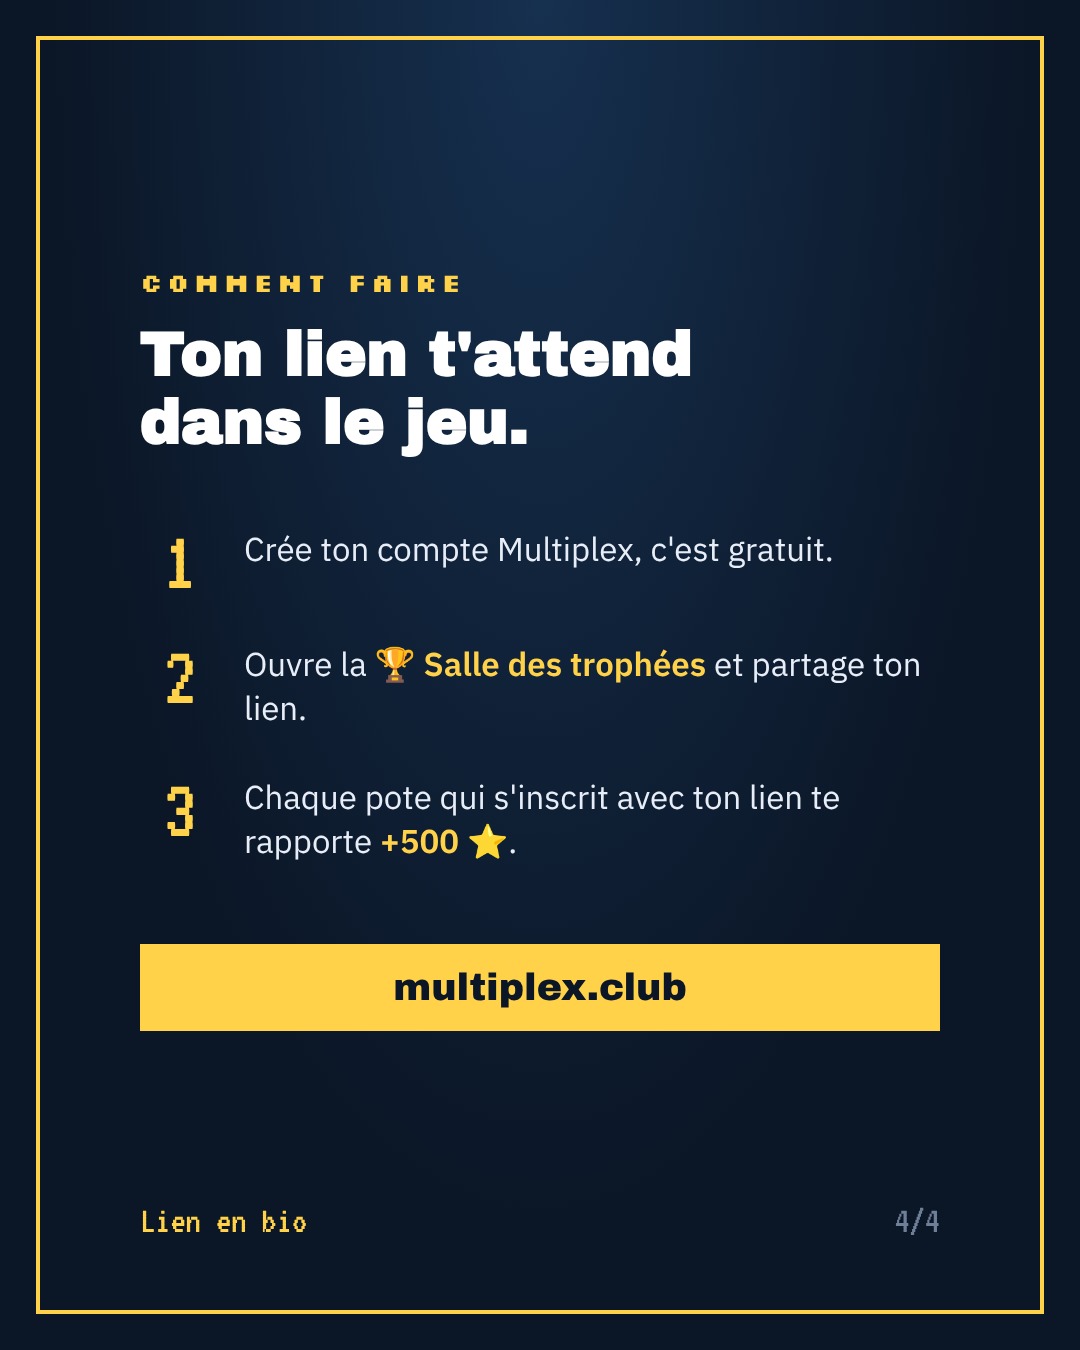 COMMENT FAIRE
Ton lien t'attend
dans le jeu.
1 Crée ton compte Multiplex, c'est gratuit.
2 Ouvre la 🏆 Salle des trophées et partage ton
lien.
3 Chaque pote qui s'inscrit avec ton lien te
rapporte +500 ⭐.
multiplex.club
Lien en bio 4/4